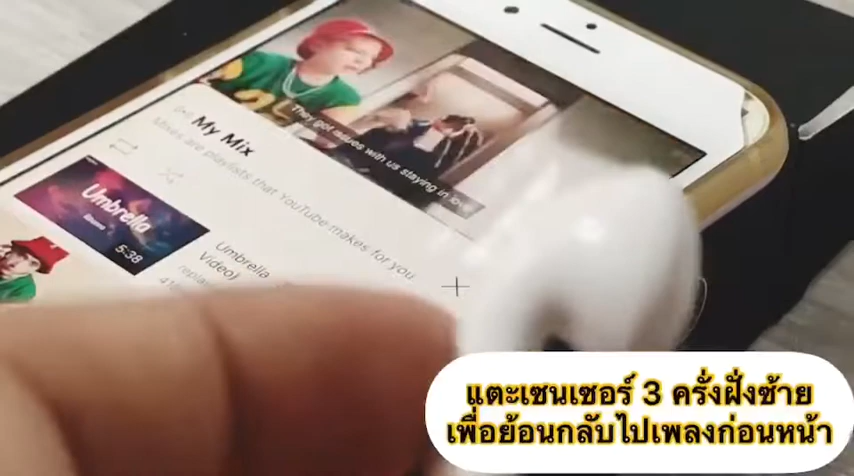 They got issues with us staying in love
My Mix
Mixes are playlists that YouTube makes for you
Umbrella
5:38
Umbrella
Video)
แตะเซนเซอร์ 3 ครั้งฝั่งซ้าย
เพื่อย้อนกลับไปเพลงก่อนหน้า